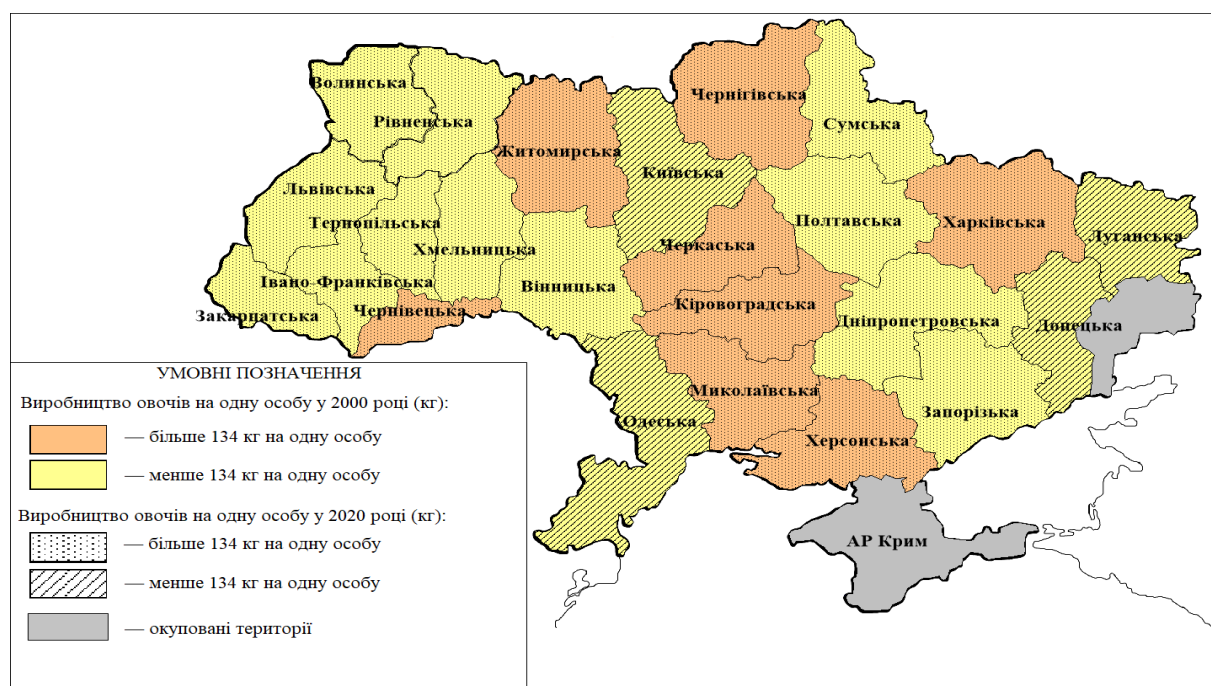 Волинська
Рівненська
Житомирська
Чернігівська
Сумська
Київська
Львівська
Тернопільська
Хмельницька
Черкаська
Полтавська
Харківська
Луганська
Івано-Франківська
Закарпатська
Чернівецька
Вінницька
Кіровоградська
Дніпропетровська
Донецька
Одеська
Миколаївська
Запорізька
Херсонська
АР Крим
УМОВНІ ПОЗНАЧЕННЯ
Виробництво овочів на одну особу у 2000 році (кг):
— більше 134 кг на одну особу
— менше 134 кг на одну особу
Виробництво овочів на одну особу у 2020 році (кг):
— більше 134 кг на одну особу
— менше 134 кг на одну особу
— окуповані території